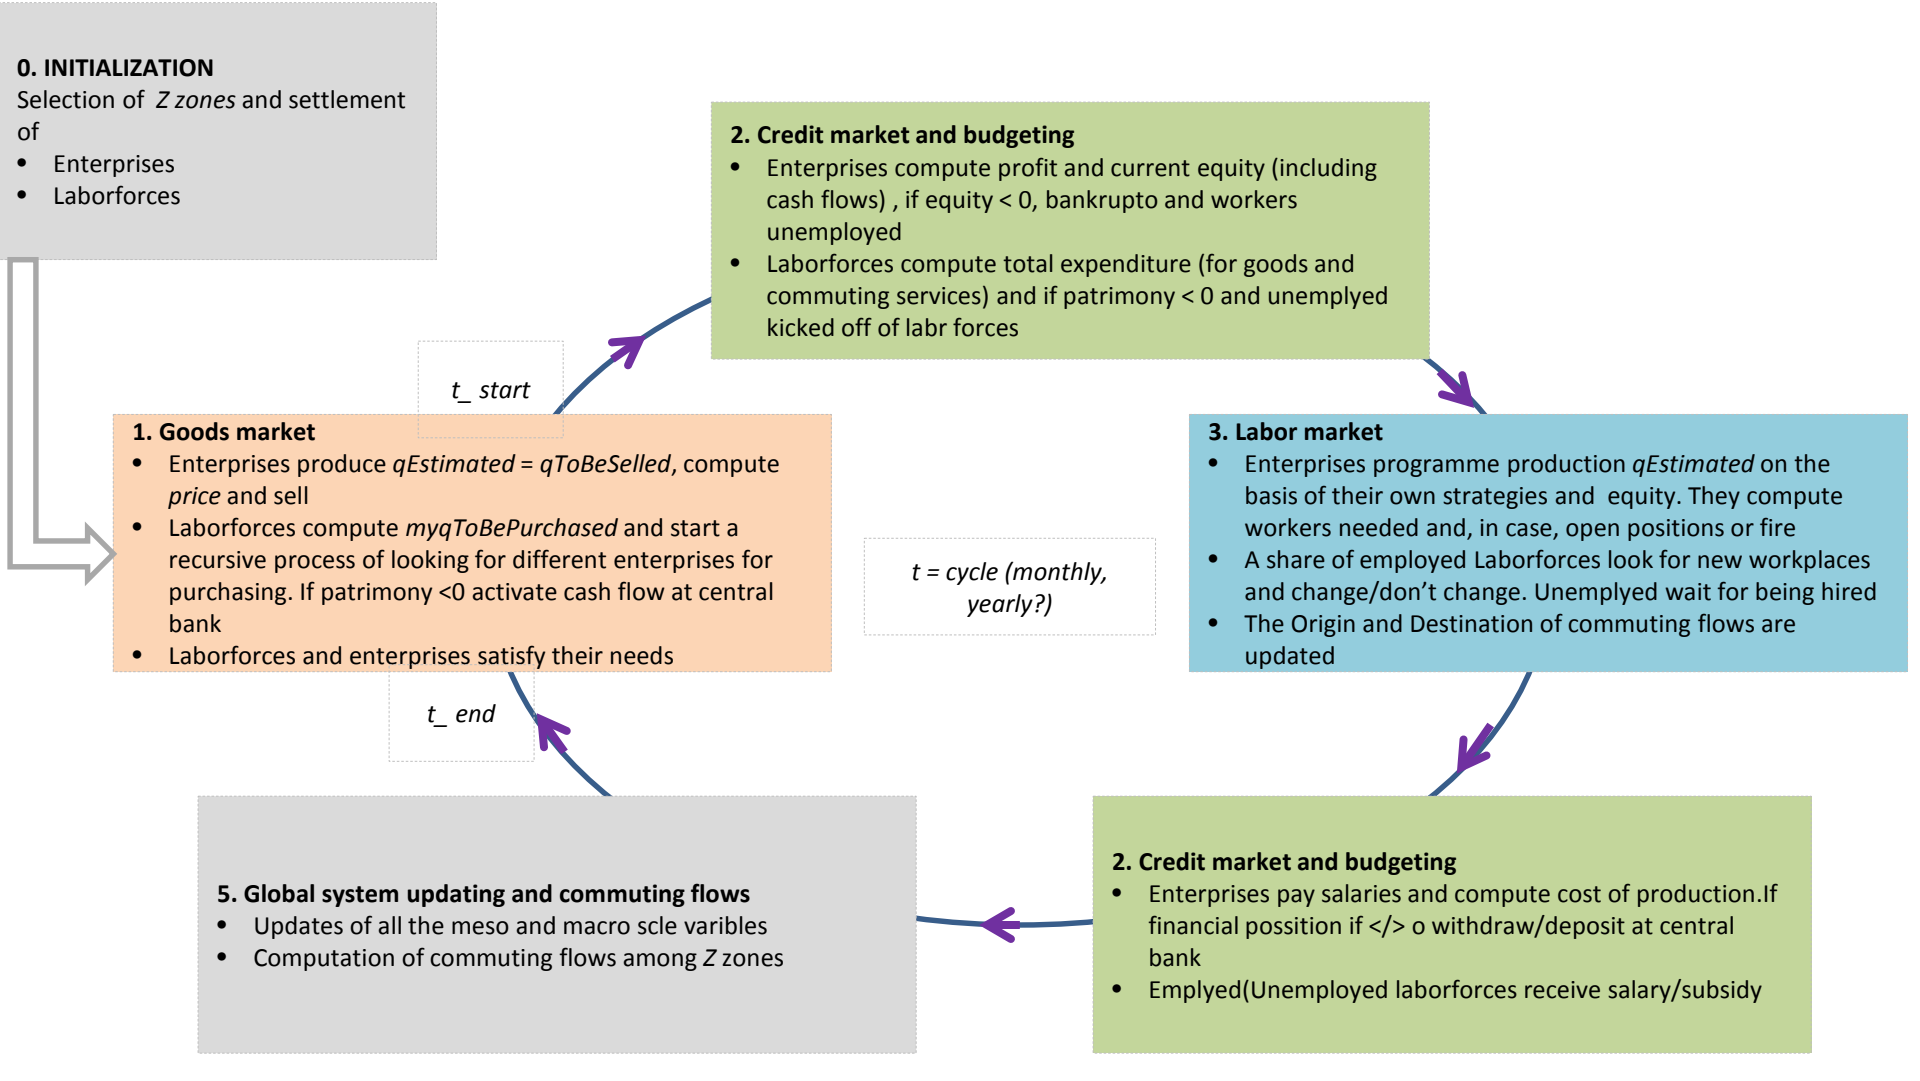 0. INITIALIZATION
Selection of Z zones and settlement
of
• Enterprises
• Laborforces
2. Credit market and budgeting
• Enterprises compute profit and current equity (including
cash flows) , if equity < 0, bankrupto and workers
unemployed
• Laborforces compute total expenditure (for goods and
commuting services) and if patrimony < 0 and unemplyed
kicked off of labr forces
t_ start
1. Goods market
• Enterprises produce qEstimated = qToBeSelled, compute
price and sell
• Laborforces compute myqToBePurchased and start a
recursive process of looking for different enterprises for
purchasing. If patrimony <0 activate cash flow at central
bank
• Laborforces and enterprises satisfy their needs
t = cycle (monthly,
yearly?)
3. Labor market
• Enterprises programme production qEstimated on the
basis of their own strategies and equity. They compute
workers needed and, in case, open positions or fire
• A share of employed Laborforces look for new workplaces
and change/don’t change. Unemplyed wait for being hired
• The Origin and Destination of commuting flows are
updated
t_ end
5. Global system updating and commuting flows
• Updates of all the meso and macro scle varibles
• Computation of commuting flows among Z zones
2. Credit market and budgeting
• Enterprises pay salaries and compute cost of production.If
financial possition if </> o withdraw/deposit at central
bank
• Emplyed(Unemployed laborforces receive salary/subsidy